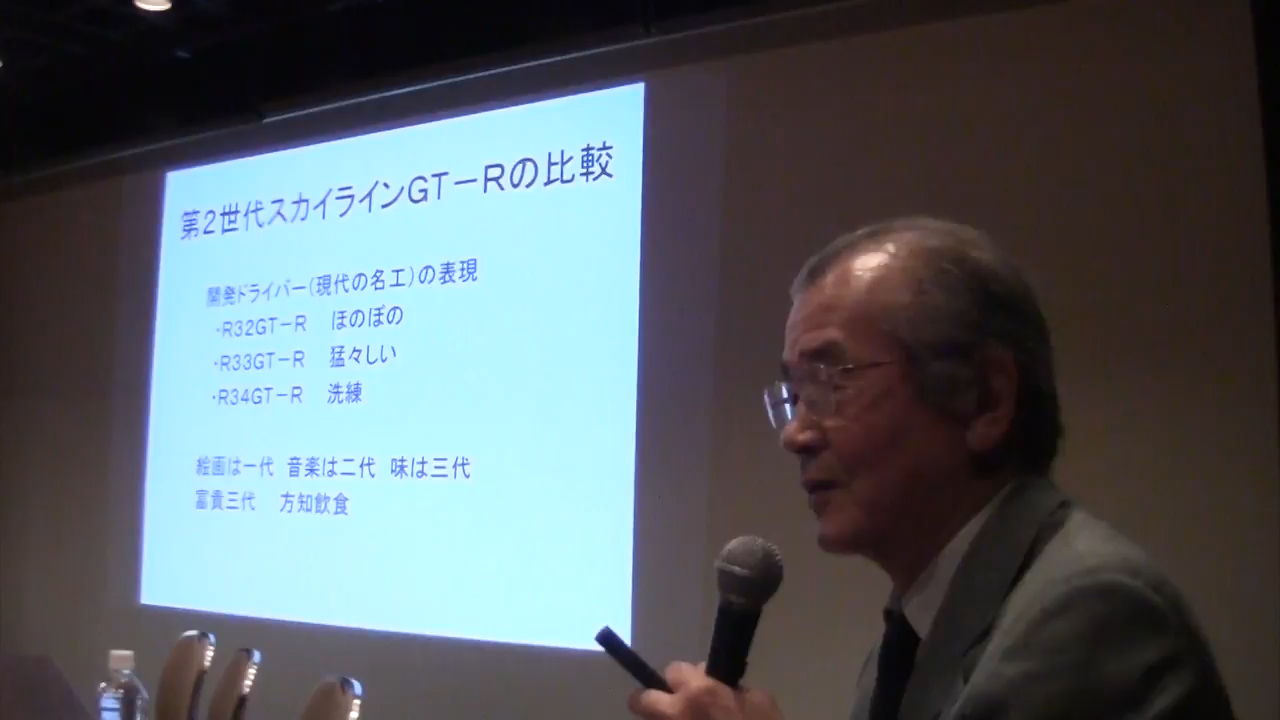 第2世代スカイラインGT－Rの比較
開発ドライバー(現代の名工)の表現
・R32GT－R　ほのぼの
・R33GT－R　猛々しい
・R34GT－R　洗練
絵画は一代　音楽は二代　味は三代
富貴三代　方知飲食